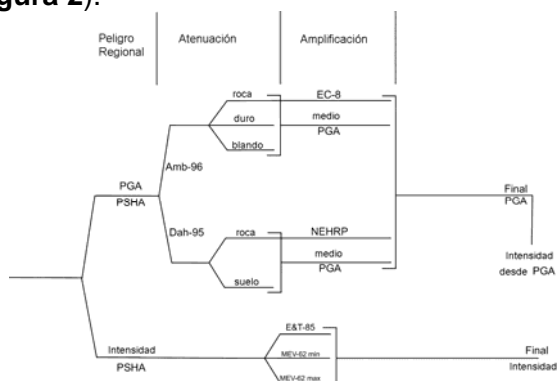 gura 2).
Peligro
Regional
Atenuación
Amplificación
roca
EC-8
duro
medio
PGA
blando
Amb-96
PGA
PSHA
Final
PGA
Dah-95
roca
NEHRP
medio
PGA
suelo
Intensidad
desde PGA
E&T-85
Intensidad
PSHA
MEV-62 min
MEV-62 max
Final
Intensidad